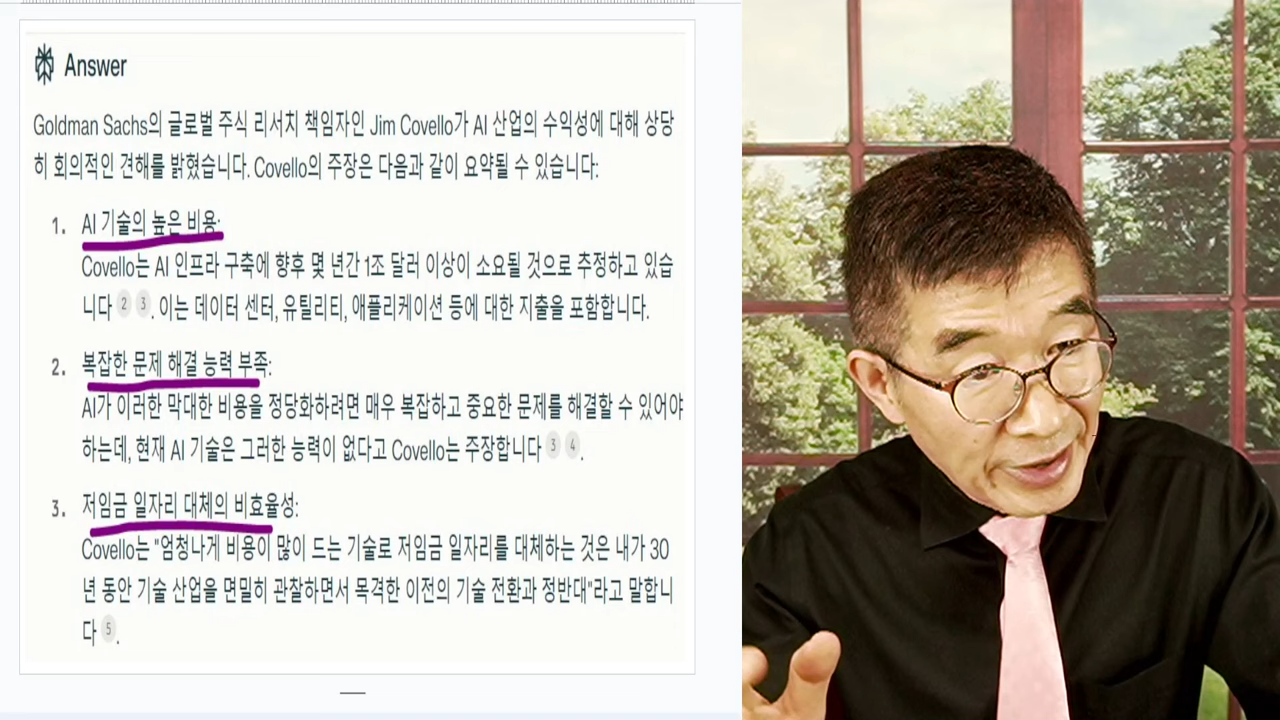 Answer
Goldman Sachs의 글로벌 주식 리서치 책임자인 Jim Covello가 AI 산업의 수익성에 대해 상당
히 회의적인 견해를 밝혔습니다. Covello의 주장은 다음과 같이 요약될 수 있습니다:
1. AI 기술의 높은 비용:
Covello는 AI 인프라 구축에 향후 몇 년간 1조 달러 이상이 소요될 것으로 추정하고 있습
니다 2 3. 이는 데이터 센터, 유틸리티, 애플리케이션 등에 대한 지출을 포함합니다.
2. 복잡한 문제 해결 능력 부족:
AI가 이러한 막대한 비용을 정당화하려면 매우 복잡하고 중요한 문제를 해결할 수 있어야
하는데, 현재 AI 기술은 그러한 능력이 없다고 Covello는 주장합니다 3 4.
3. 저임금 일자리 대체의 비효율성:
Covello는 "엄청나게 비용이 많이 드는 기술로 저임금 일자리를 대체하는 것은 내가 30
년 동안 기술 산업을 면밀히 관찰하면서 목격한 이전의 기술 전환과 정반대"라고 말합니
다 5.